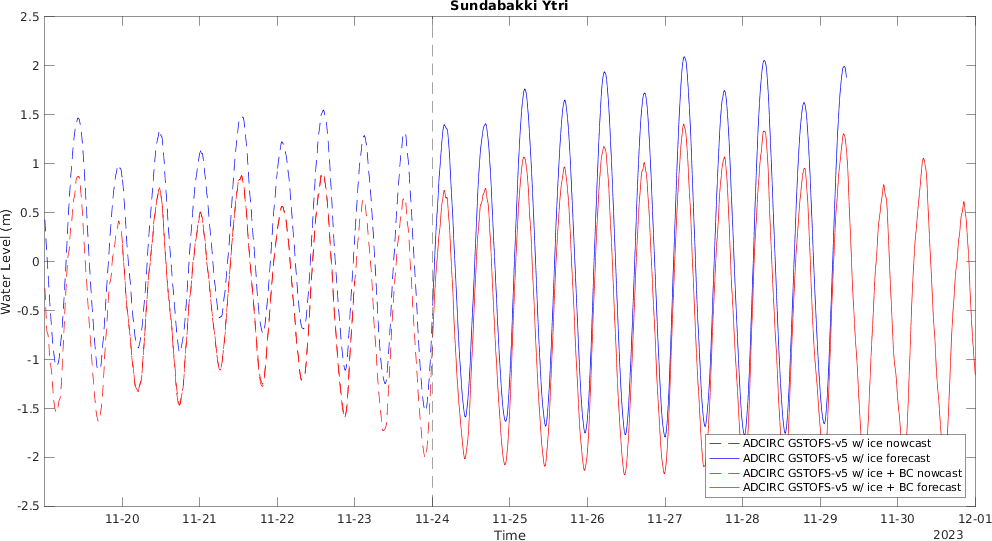 Sundabakki Ytri
2.5
2
1.5
1
0.5
0
-0.5
-1
-1.5
-2
-2.5
Water Level (m)
ADCIRC GSTOFS-v5 w/ ice nowcast
ADCIRC GSTOFS-v5 w/ ice forecast
ADCIRC GSTOFS-v5 w/ ice + BC nowcast
ADCIRC GSTOFS-v5 w/ ice + BC forecast
11-20 11-21 11-22 11-23 11-24 11-25 11-26 11-27 11-28 11-29 11-30 12-01
Time
2023